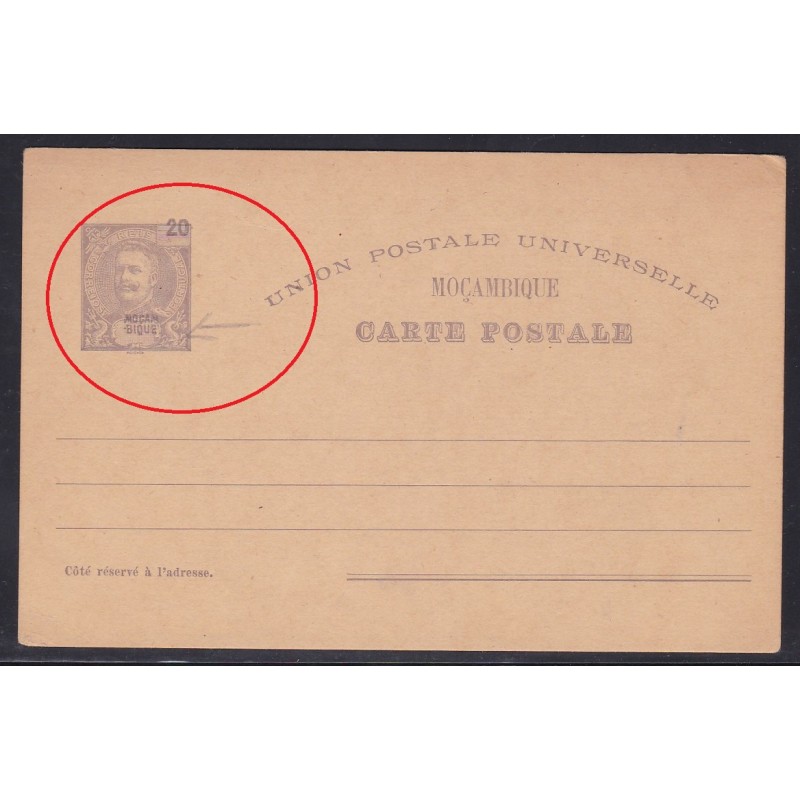 20
MOÇAM
BIQUE
UNION POSTALE UNIVERSELLE
MOÇAMBIQUE
CARTE POSTALE
Côté réservé à l'adresse.